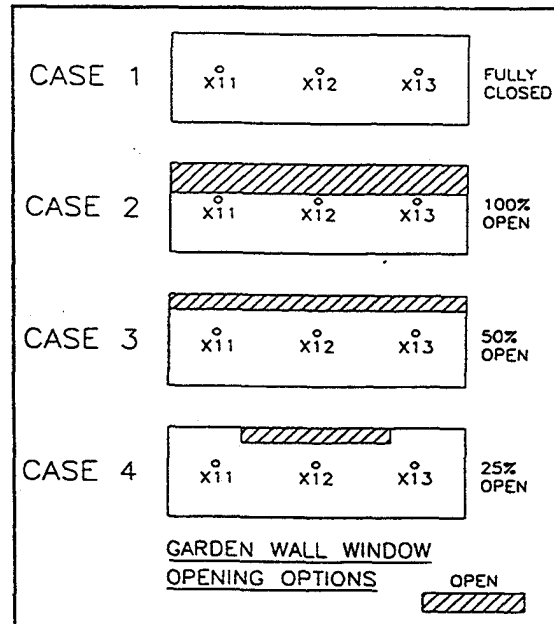 CASE 1
X11 X12 X13
FULLY
CLOSED
CASE 2
X11 X12 X13
100%
OPEN
CASE 3
X11 X12 X13
50%
OPEN
CASE 4
X11 X12 X13
25%
OPEN
GARDEN WALL WINDOW
OPENING OPTIONS
OPEN